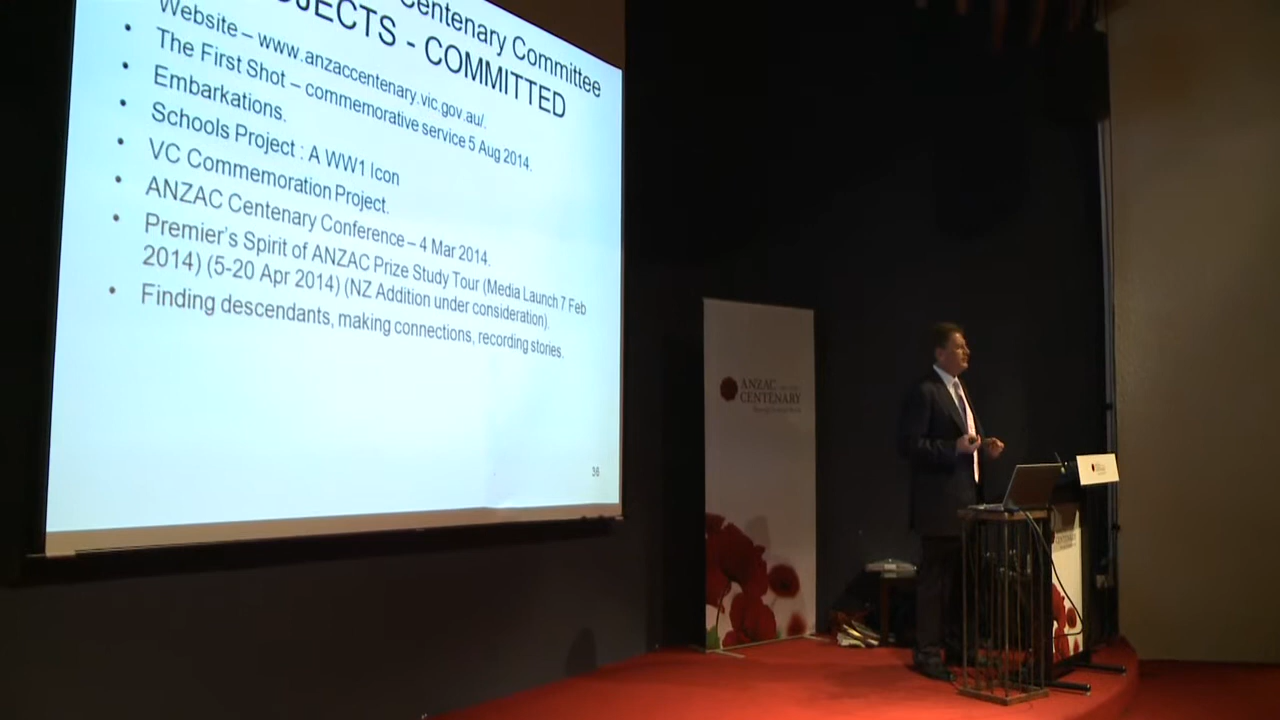 Centenary Committee
JECTS - COMMITTED
Website – www.anzaccentenary.vic.gov.au/.
• The First Shot – commemorative service 5 Aug 2014.
• Embarkations.
• Schools Project : A WW1 Icon
• VC Commemoration Project.
• ANZAC Centenary Conference – 4 Mar 2014.
• Premier's Spirit of ANZAC Prize Study Tour (Media Launch 7 Feb
2014) (5-20 Apr 2014) (NZ Addition under consideration).
• Finding descendants, making connections, recording stories.
36
ANZAC
CENTENARY